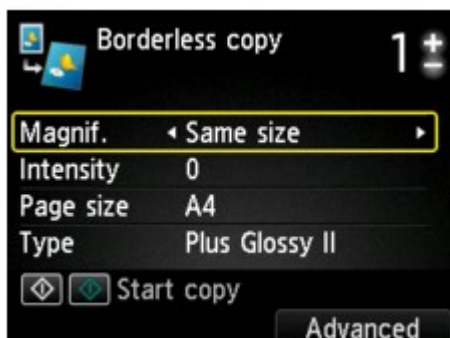 Borderless copy 1
Magnif. Same size
Intensity 0
Page size A4
Type Plus Glossy II
Start copy
Advanced